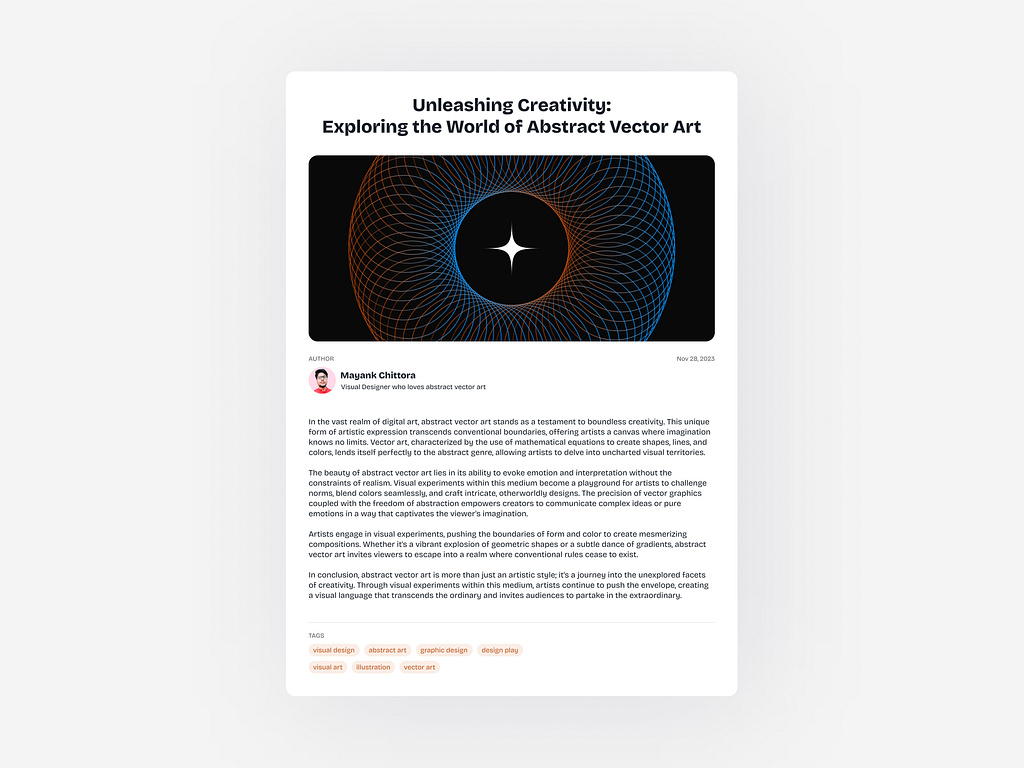 Unleashing Creativity:
Exploring the World of Abstract Vector Art
AUTHOR
Nov 28, 2023
Mayank Chittora
Visual Designer who loves abstract vector art
In the vast realm of digital art, abstract vector art stands as a testament to boundless creativity. This unique
form of artistic expression transcends conventional boundaries, offering artists a canvas where imagination
knows no limits. Vector art, characterized by the use of mathematical equations to create shapes, lines, and
colors, lends itself perfectly to the abstract genre, allowing artists to delve into uncharted visual territories.
The beauty of abstract vector art lies in its ability to evoke emotion and interpretation without the
constraints of realism. Visual experiments within this medium become a playground for artists to challenge
norms, blend colors seamlessly, and craft intricate, otherworldly designs. The precision of vector graphics
coupled with the freedom of abstraction empowers creators to communicate complex ideas or pure
emotions in a way that captivates the viewer's imagination.
Artists engage in visual experiments, pushing the boundaries of form and color to create mesmerizing
compositions. Whether it's a vibrant explosion of geometric shapes or a subtle dance of gradients, abstract
vector art invites viewers to escape into a realm where conventional rules cease to exist.
In conclusion, abstract vector art is more than just an artistic style; it's a journey into the unexplored facets
of creativity. Through visual experiments within this medium, artists continue to push the envelope, creating
a visual language that transcends the ordinary and invites audiences to partake in the extraordinary.
TAGS
visual design abstract art graphic design design play
visual art illustration vector art